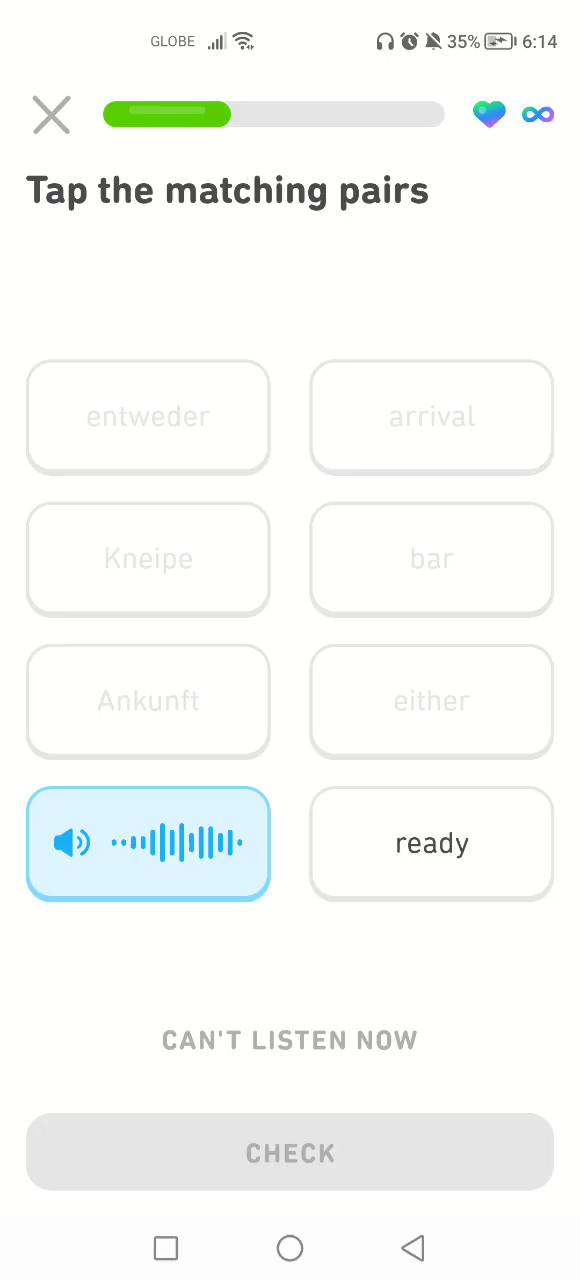 GLOBE 35% 6:14
Tap the matching pairs
entweder arrival
Kneipe bar
Ankunft either
ready
CAN'T LISTEN NOW
CHECK